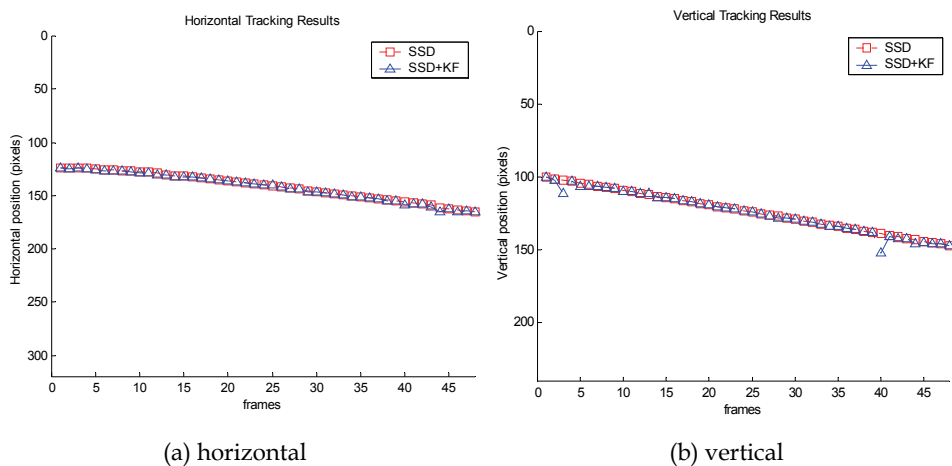 Horizontal Tracking Results
SSD
SSD+KF
Horizontal position (pixels)
0
50
100
150
200
250
300
0 5 10 15 20 25 30 35 40 45
frames
(a) horizontal
Vertical Tracking Results
SSD
SSD+KF
Vertical position (pixels)
0
50
100
150
200
0 5 10 15 20 25 30 35 40 45
frames
(b) vertical